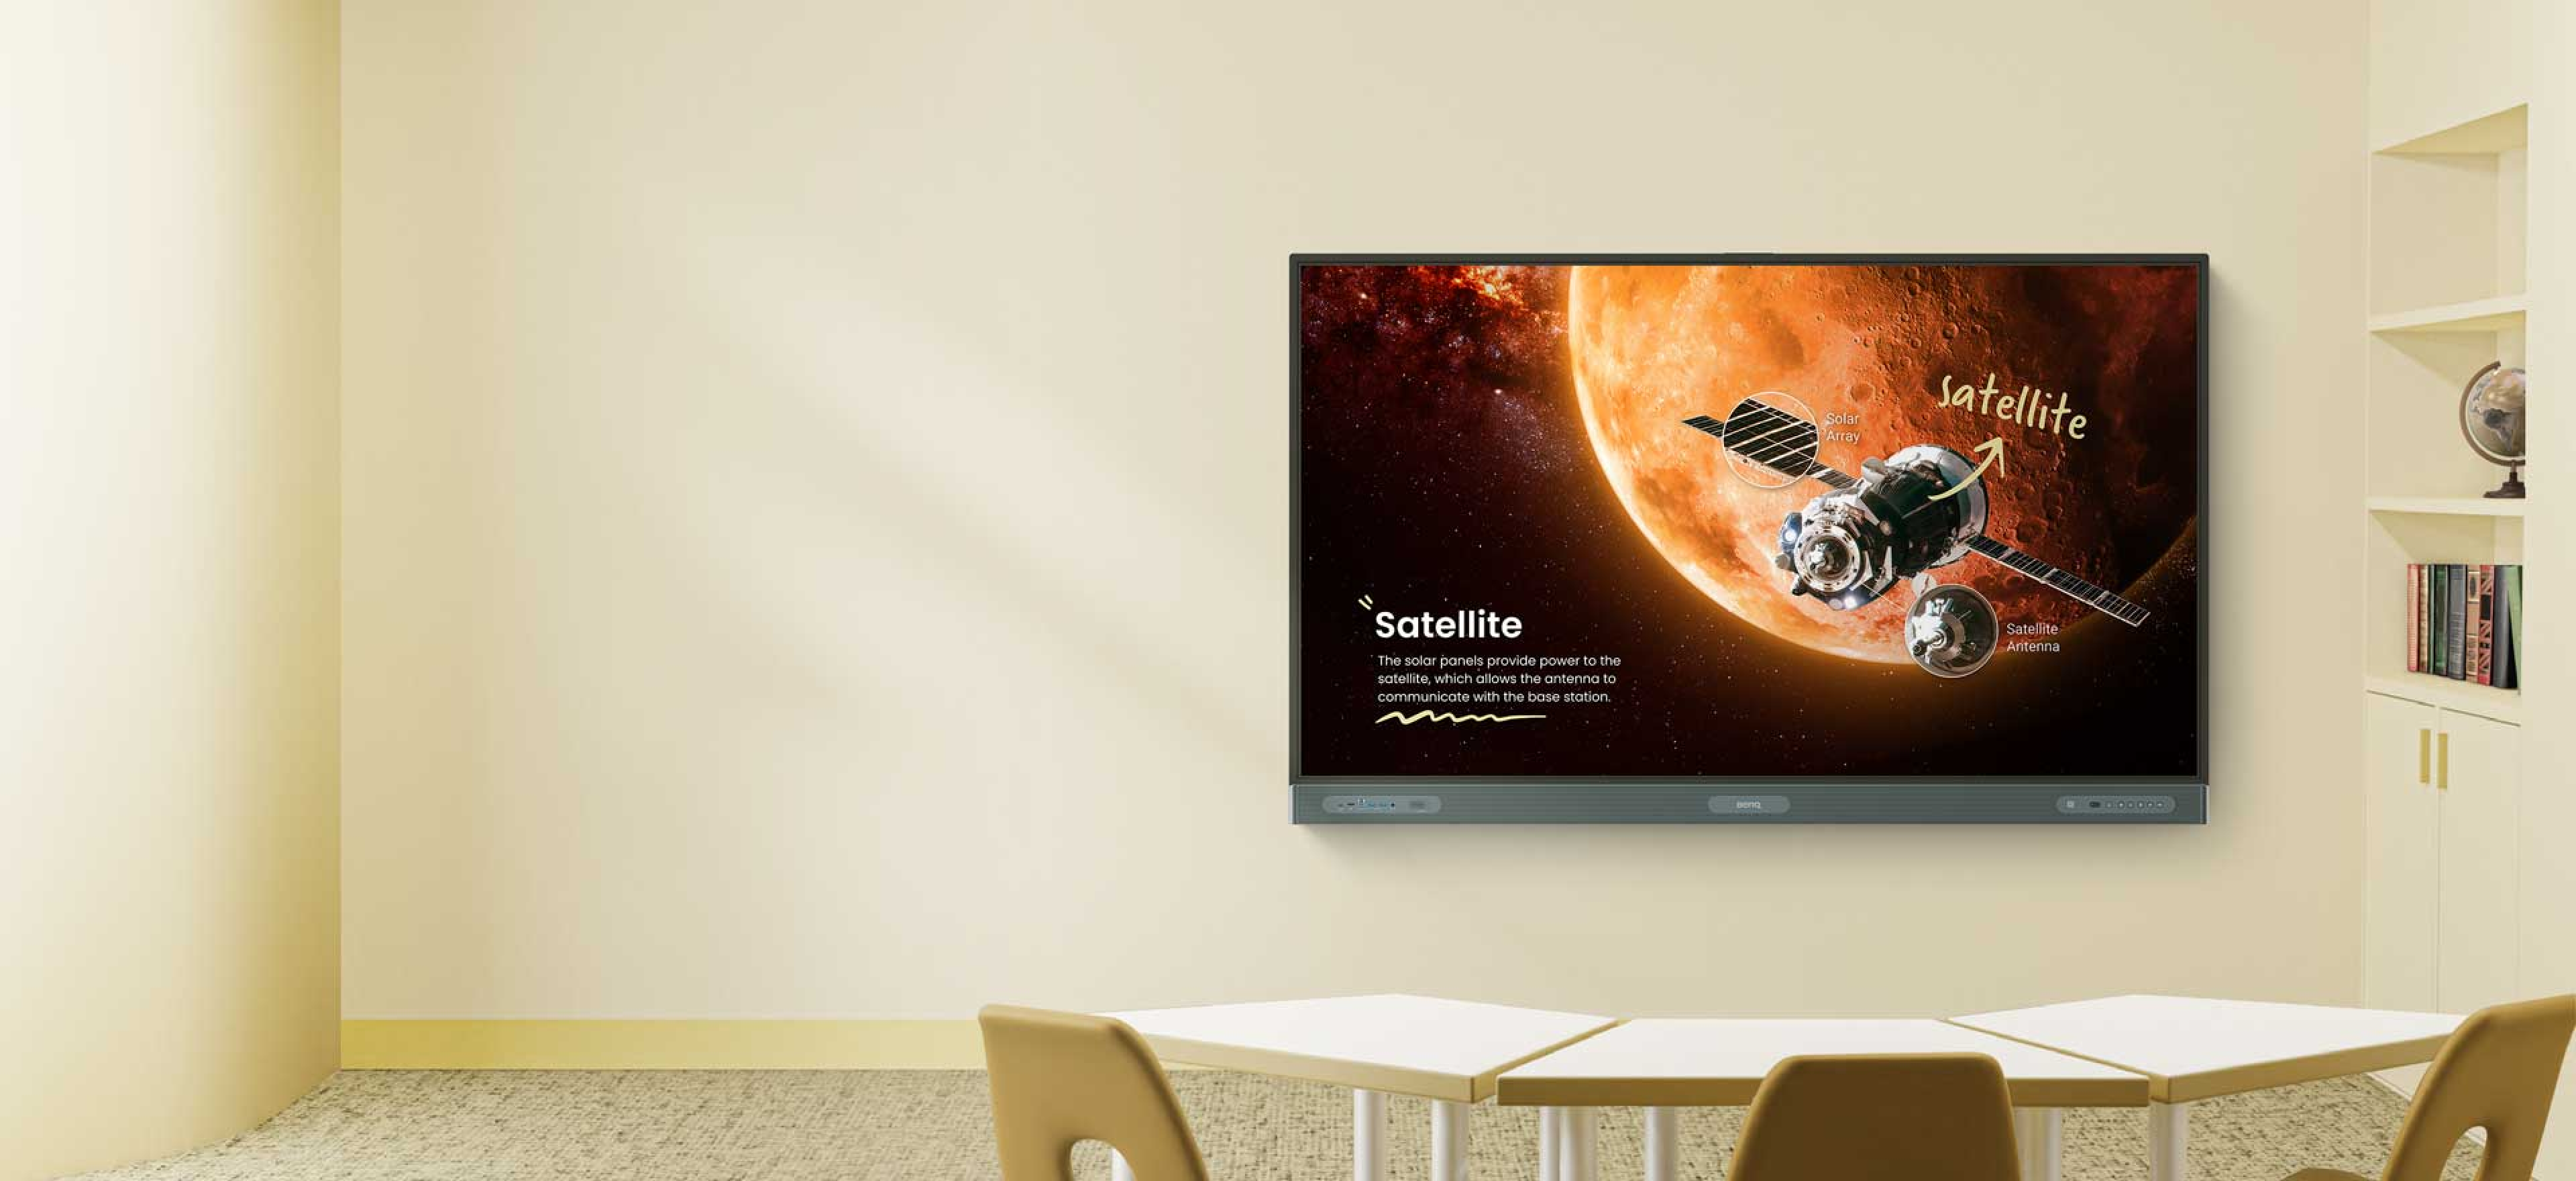 satellite
Solar
Array
Satellite
The solar panels provide power to the
satellite, which allows the antenna to
communicate with the base station.
Satellite
Antenna
BenQ